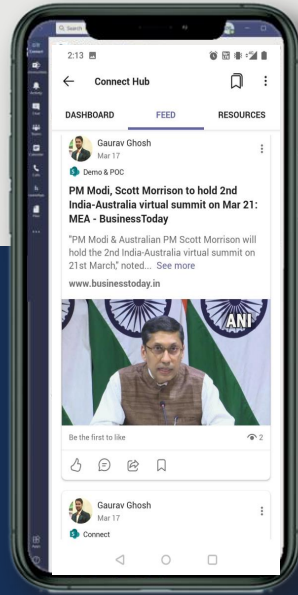 Search
2:13
Connect Hub
DASHBOARD FEED RESOURCES
Gaurav Ghosh
Mar 17
Demo & POC
PM Modi, Scott Morrison to hold 2nd
India-Australia virtual summit on Mar 21:
MEA - BusinessToday
"PM Modi & Australian PM Scott Morrison will
hold the 2nd India-Australia virtual summit on
21st March," noted... See more
www.businesstoday.in
ANI
Be the first to like 2
Gaurav Ghosh
Mar 17
Connect